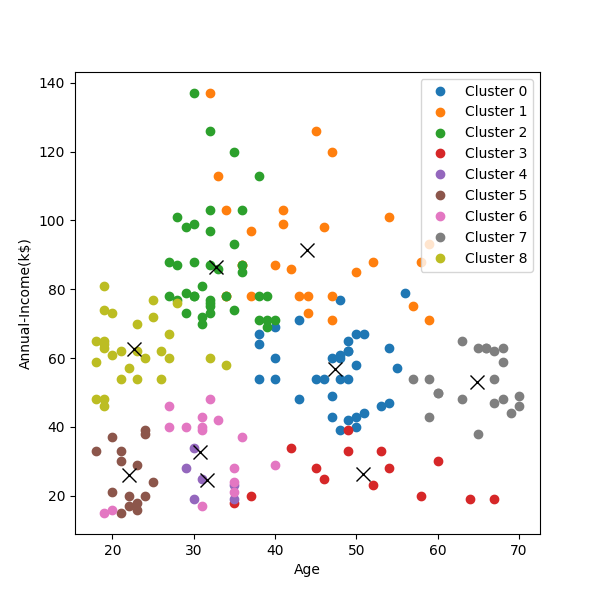 Cluster 0
Cluster 1
Cluster 2
Cluster 3
Cluster 4
Cluster 5
Cluster 6
Cluster 7
Cluster 8
140
120
100
80
60
40
20
Annual-Income(k$)
20 30 40 50 60 70
Age